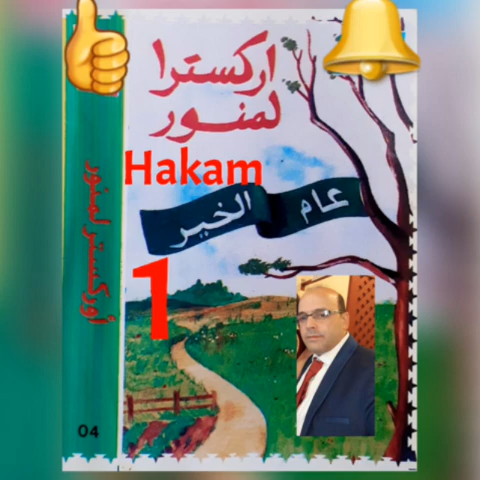 اركسترا
لمنور
Hakam
عام الخير
1
أوركسترا لمنور
04